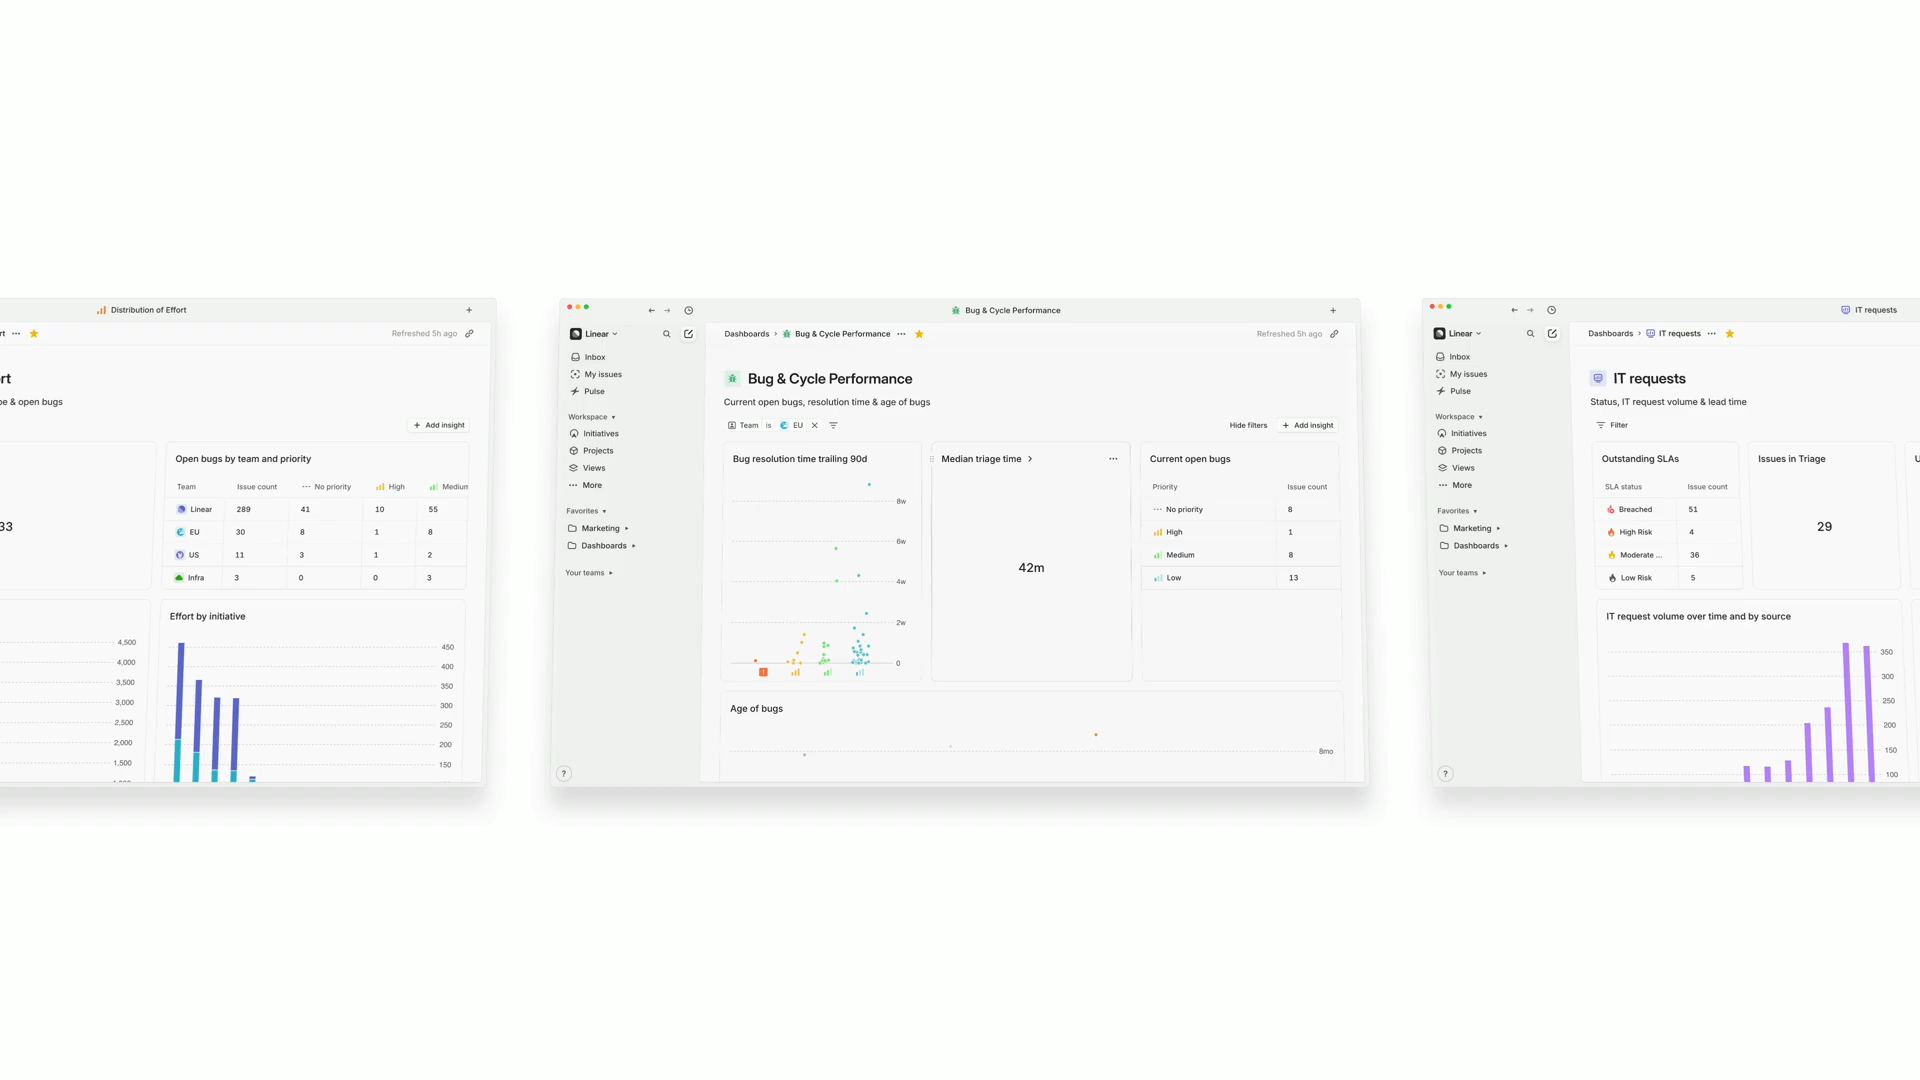 Distribution of Effort
rt
Refreshed 5h ago
rt
pe & open bugs
Add insight
33
Open bugs by team and priority
Team Issue count No priority High Medium
Linear 289 41 10 55
EU 30 8 1 8
US 11 3 1 2
Infra 3 0 0 3
4,500
4,000
3,500
3,000
2,500
2,000
1,500
Effort by initiative
450
400
350
300
250
200
150
Bug & Cycle Performance
Linear
Inbox
My issues
Pulse
Workspace
Initiatives
Projects
Views
More
Favorites
Marketing
Dashboards
Your teams
?
Dashboards › Bug & Cycle Performance
Refreshed 5h ago
Bug & Cycle Performance
Current open bugs, resolution time & age of bugs
Team is EU
Hide filters
Add insight
Bug resolution time trailing 90d
8w
6w
4w
2w
0
Median triage time
42m
Current open bugs
Priority Issue count
No priority 8
High 1
Medium 8
Low 13
Age of bugs
8mo
IT requests
Linear
Inbox
My issues
Pulse
Workspace
Initiatives
Projects
Views
More
Favorites
Marketing
Dashboards
Your teams
?
Dashboards › IT requests
IT requests
Status, IT request volume & lead time
Filter
Outstanding SLAs
SLA status Issue count
Breached 51
High Risk 4
Moderate ... 36
Low Risk 5
Issues in Triage
29
IT request volume over time and by source
350
300
250
200
150
100